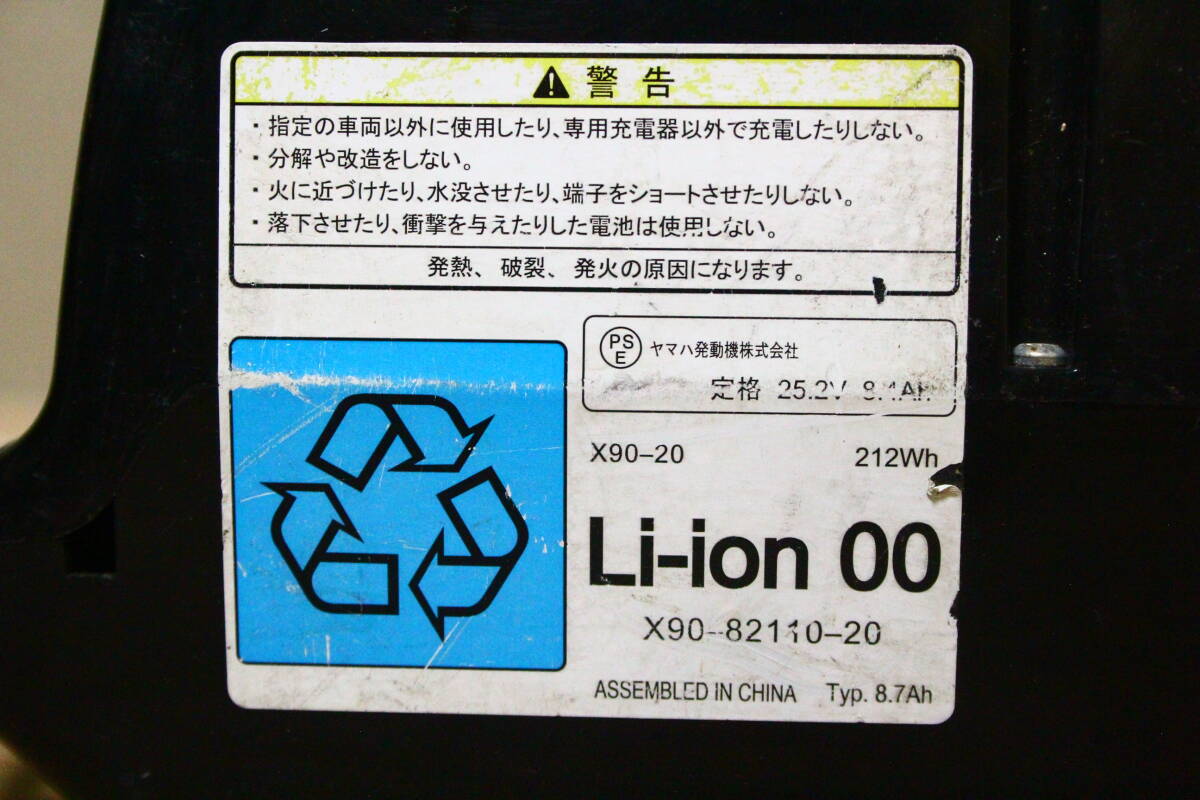 警告
・指定の車両以外に使用したり、専用充電器以外で充電したりしない。
・分解や改造をしない。
・火に近づけたり、水没させたり、端子をショートさせたりしない。
・落下させたり、衝撃を与えたりした電池は使用しない。
発熱、破裂、発火の原因になります。
PS
E
ヤマハ発動機株式会社
定格 25.2V 8.4Ah
X90-20 212Wh
Li-ion 00
X90-82110-20
ASSEMBLED IN CHINA Typ. 8.7Ah